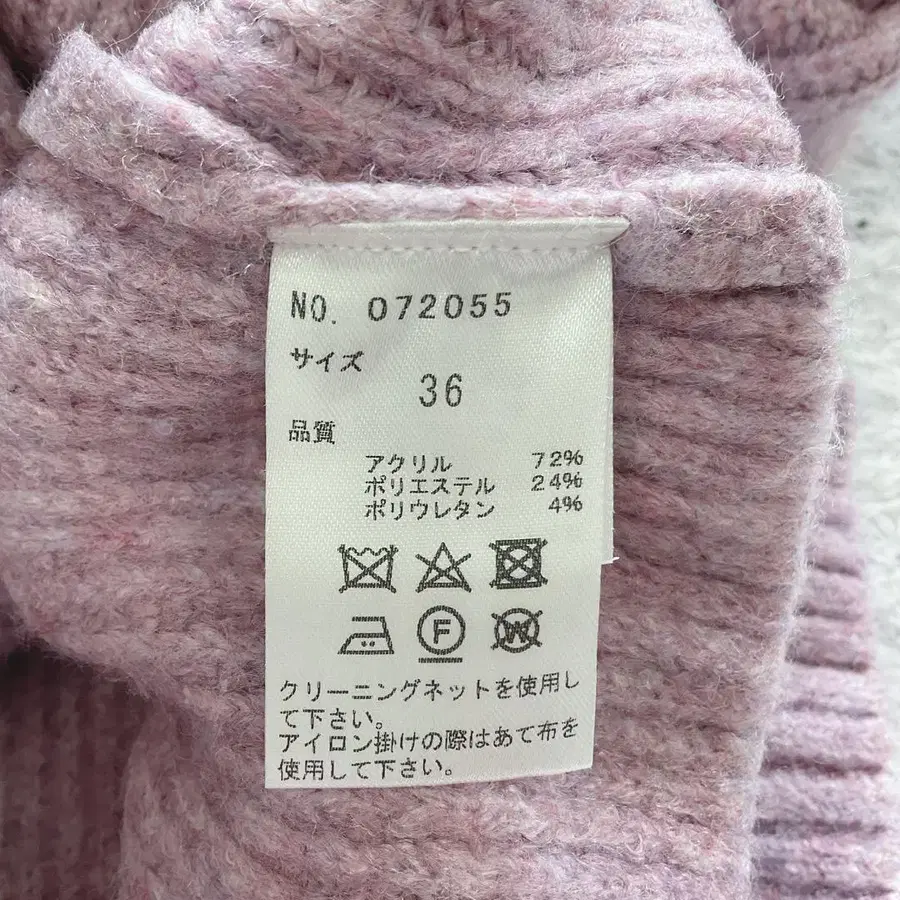 NO. 072055
サイズ
36
品質
アクリル 72%
ポリエステル 24%
ポリウレタン 4%
F W
クリーニングネットを使用し
て下さい。
アイロン掛けの際はあて布を
使用して下さい。